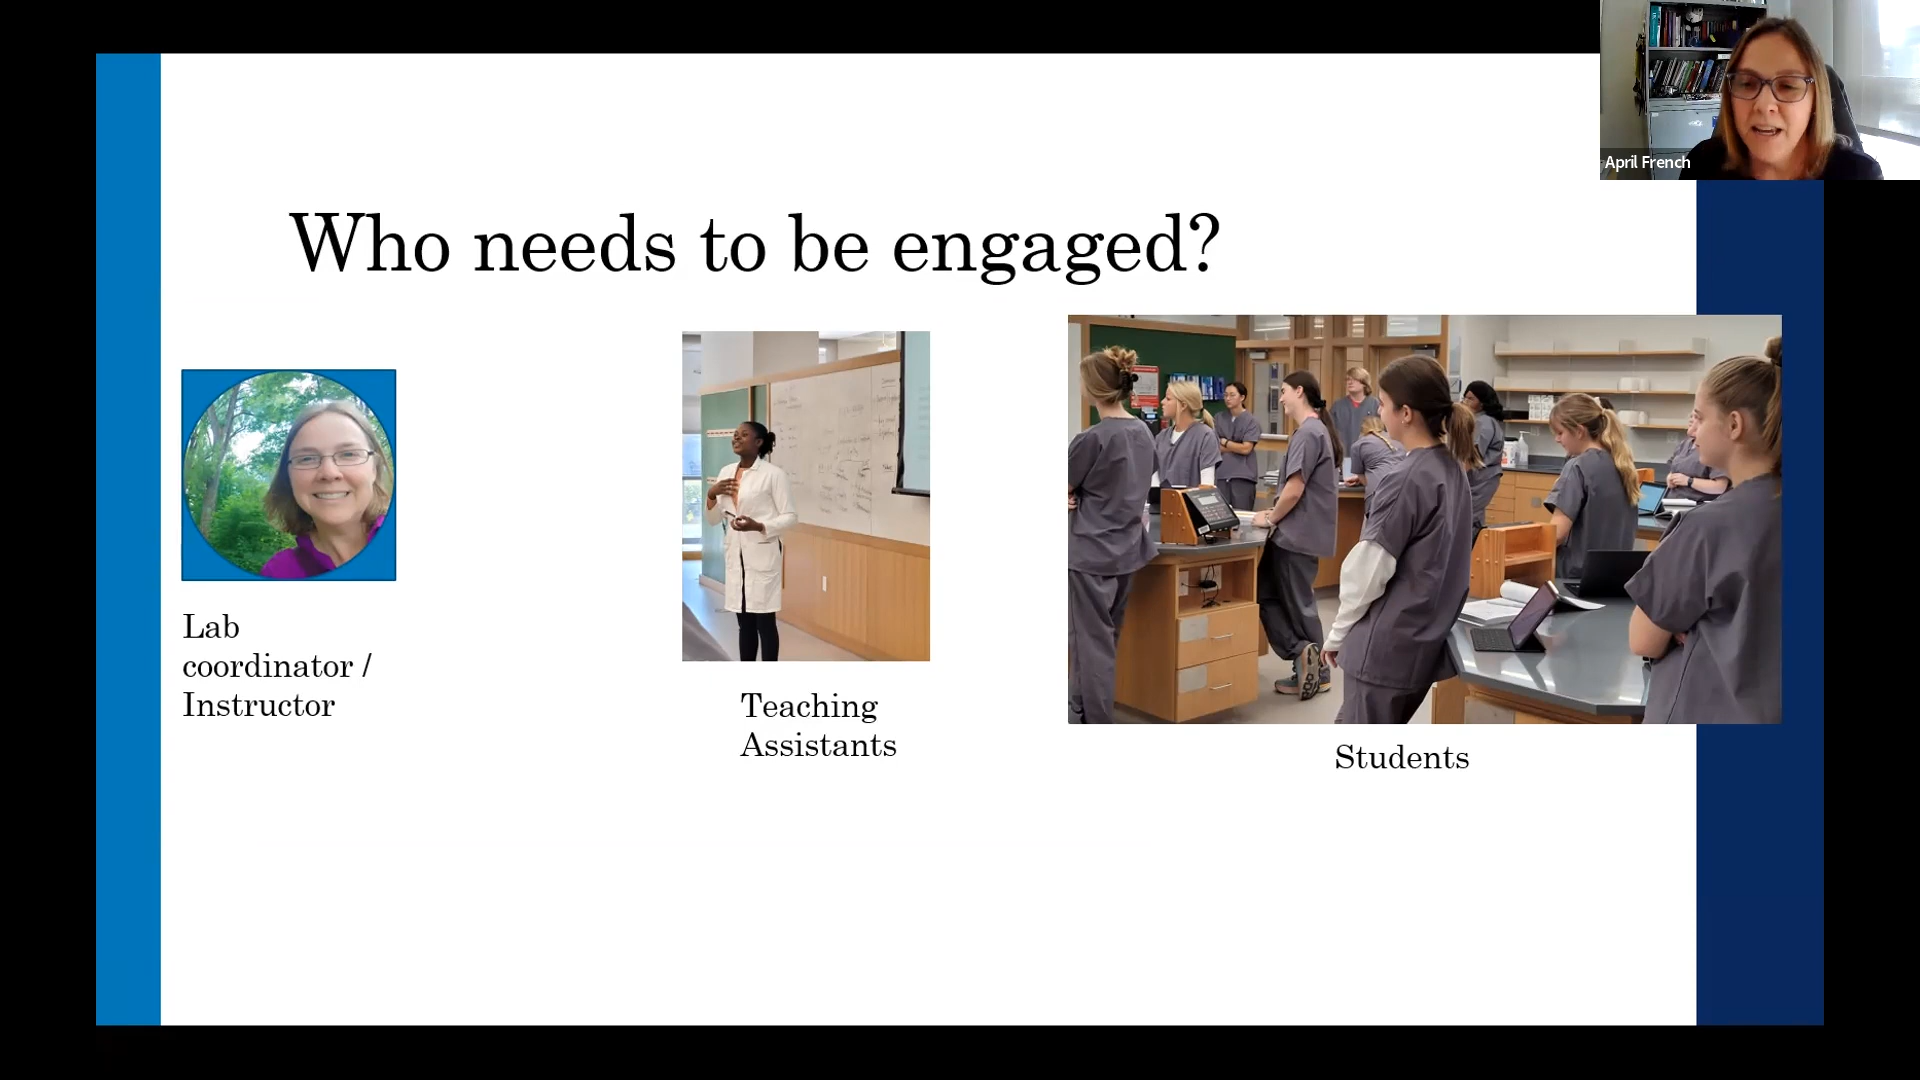 April French
Who needs to be engaged?
Lab
coordinator /
Instructor
Teaching
Assistants
Students